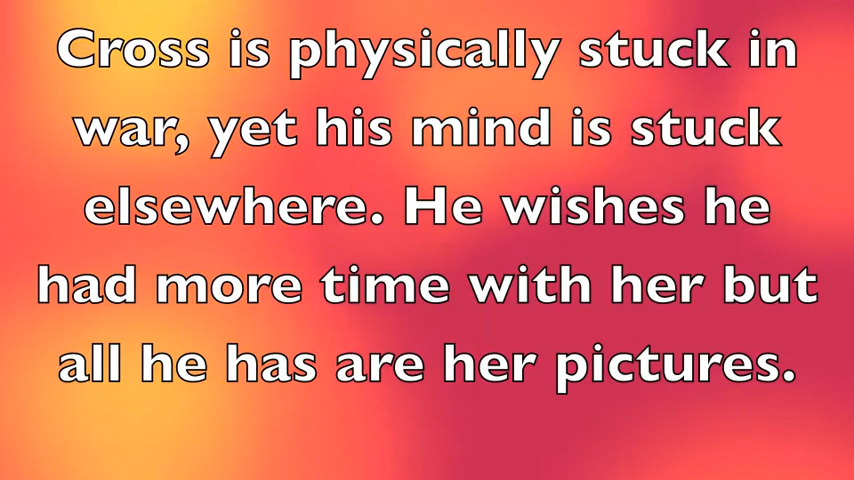 Cross is physically stuck in
war, yet his mind is stuck
elsewhere. He wishes he
had more time with her but
all he has are her pictures.